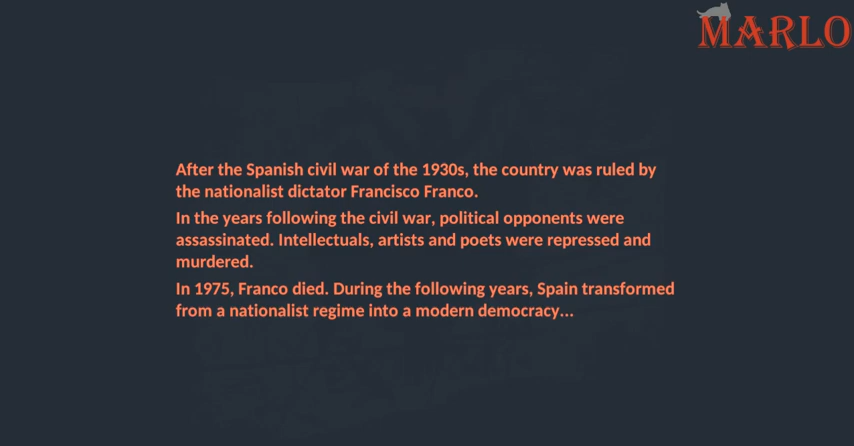 MARLO
After the Spanish civil war of the 1930s, the country was ruled by
the nationalist dictator Francisco Franco.
In the years following the civil war, political opponents were
assassinated. Intellectuals, artists and poets were repressed and
murdered.
In 1975, Franco died. During the following years, Spain transformed
from a nationalist regime into a modern democracy...